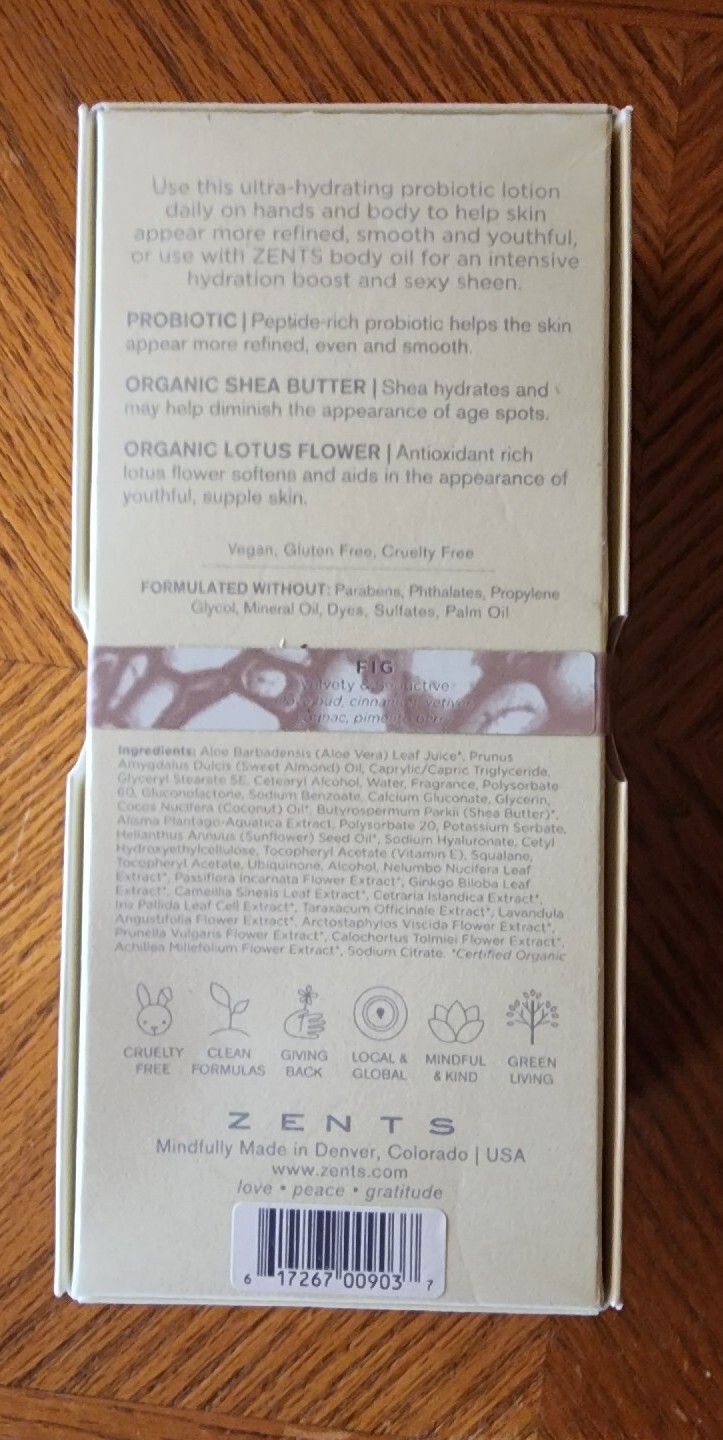 Use this ultra-hydrating probiotic lotion
daily on hands and body to help skin
appear more refined, smooth and youthful,
or use with ZENTS body oil for an intensive
hydration boost and sexy sheen.
PROBIOTIC | Peptide-rich probiotic helps the skin
appear more refined, even and smooth.
ORGANIC SHEA BUTTER | Shea hydrates and
may help diminish the appearance of age spots.
ORGANIC LOTUS FLOWER | Antioxidant rich
lotus flower softens and aids in the appearance of
youthful, supple skin.
Vegan, Gluten Free, Cruelty Free
FORMULATED WITHOUT: Parabens, Phthalates, Propylene
Glycol, Mineral Oil, Dyes, Sulfates, Palm Oil
FIG
&
Ingredients: Aloe Barbadensis (Aloe Vera) Leaf Juice*, Prunus
Amygdalus Dulcis (Sweet Almond) Oil, Caprylic/Capric Triglyceride,
Glyceryl Stearate SE, Cetearyl Alcohol, Water, Fragrance, Polysorbate
60, Gluconolactone, Sodium Benzoate, Calcium Gluconate, Glycerin,
Cocos Nucifera (Coconut) Oil*, Butyrospermum Parkii (Shea Butter)*,
Alisma Plantago-Aquatica Extract, Polysorbate 20, Potassium Sorbate,
Helianthus Annuus (Sunflower) Seed Oil*, Sodium Hyaluronate, Cetyl
Hydroxyethylcellulose, Tocopheryl Acetate (Vitamin E), Squalane,
Tocopheryl Acetate, Ubiquinone, Alcohol, Nelumbo Nucifera Leaf
Extract*, Passiflora Incarnata Flower Extract*, Ginkgo Biloba Leaf
Extract*, Camellia Sinesis Leaf Extract*, Cetraria Islandica Extract*,
Iris Pallida Leaf Cell Extract*, Taraxacum Officinale Extract*, Lavandula
Angustifolia Flower Extract*, Arctostaphylos Viscida Flower Extract*,
Prunella Vulgaris Flower Extract*, Calochortus Tolmiei Flower Extract*,
Achillea Millefolium Flower Extract*, Sodium Citrate. *Certified Organic
CRUELTY FREE
CLEAN FORMULAS
GIVING BACK
LOCAL & GLOBAL
MINDFUL & KIND
GREEN LIVING
ZENTS
Mindfully Made in Denver, Colorado | USA
www.zents.com
love • peace • gratitude
6 17267 00903 7